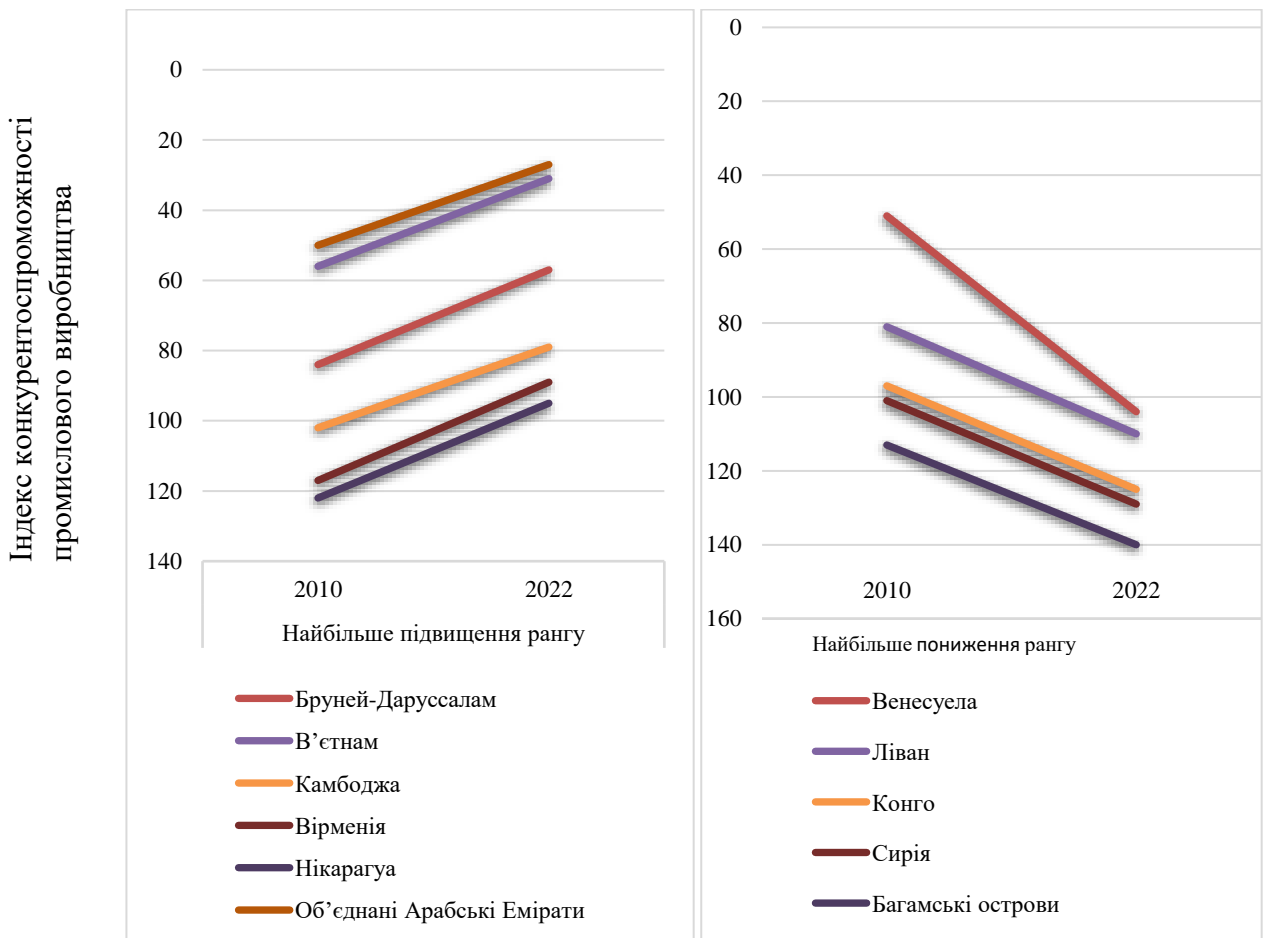 Індекс конкурентоспроможності
промислового виробництва
0
20
40
60
80
100
120
140
2010 2022
Найбільше підвищення рангу
Бруней-Даруссалам
В’єтнам
Камбоджа
Вірменія
Нікарагуа
Об’єднані Арабські Емірати
0
20
40
60
80
100
120
140
160
2010 2022
Найбільше пониження рангу
Венесуела
Ліван
Конго
Сирія
Багамські острови